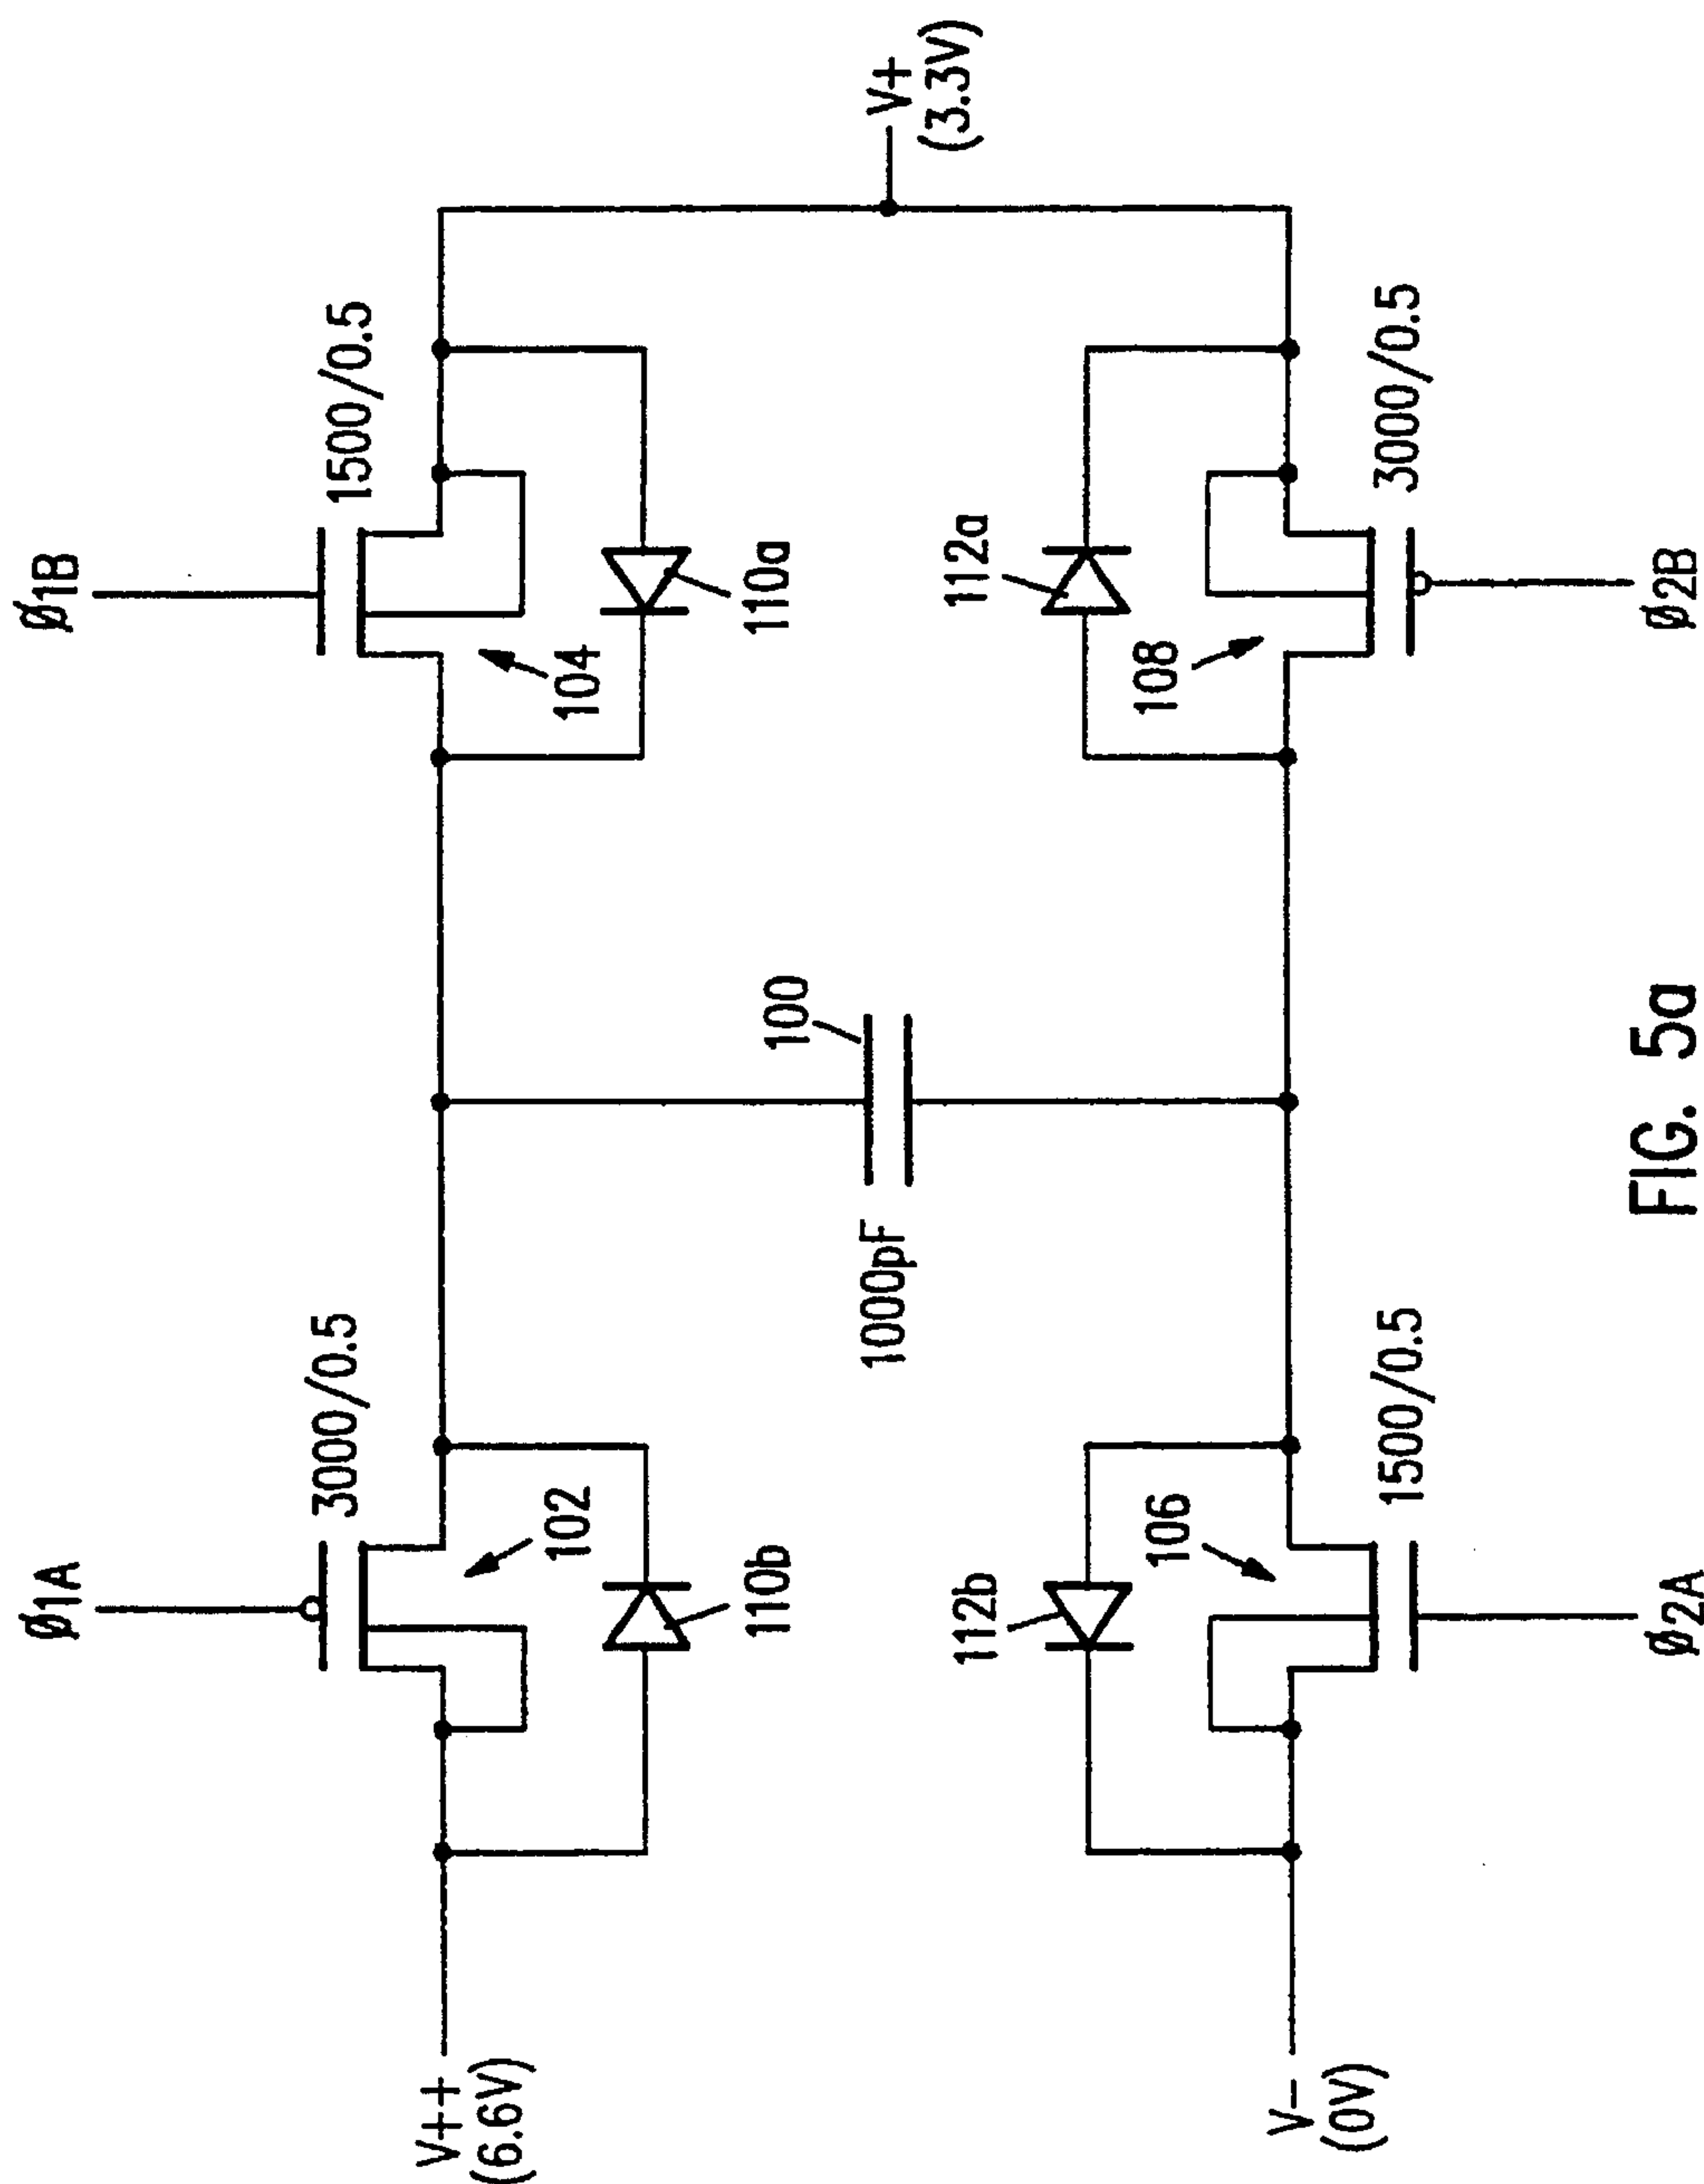 Ø1A
Ø1B
3000/0.5
1500/0.5
V++
(6.6V)
102
104
110b
110a
100
V+
(3.3V)
1000pF
112b
112a
106
108
V-
(0V)
1500/0.5
3000/0.5
Ø2A
Ø2B
FIG. 5a